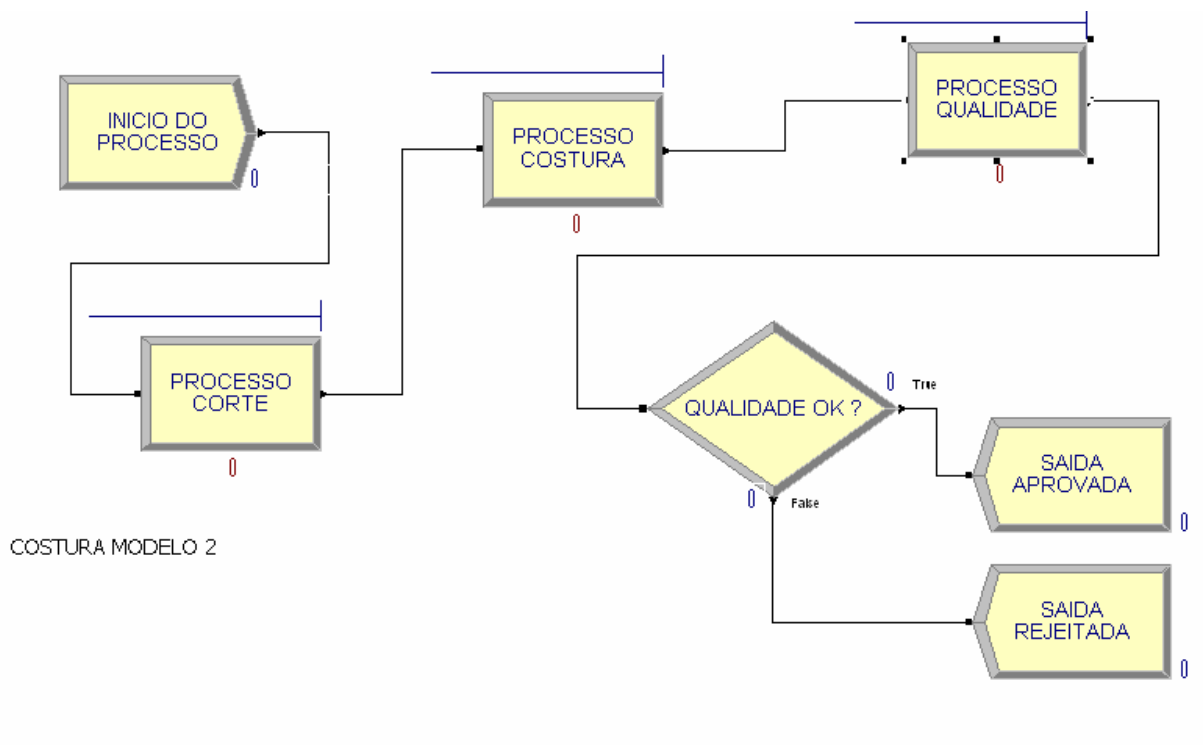 INICIO DO
PROCESSO
0
PROCESSO
CORTE
0
PROCESSO
COSTURA
0
PROCESSO
QUALIDADE
0
QUALIDADE OK ?
0
True
0
False
SAIDA
APROVADA
0
SAIDA
REJEITADA
0
COSTURA MODELO 2